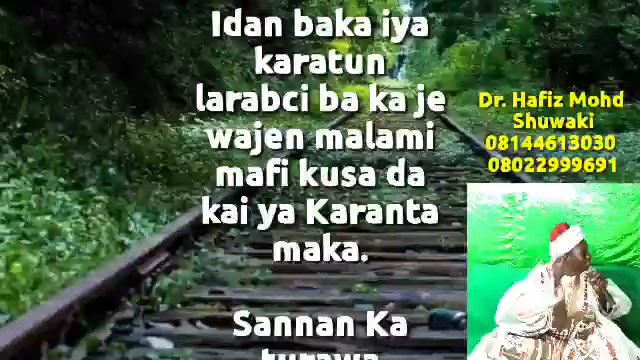 Idan baka iya
karatun
larabci ba ka je
wajen malami
mafi kusa da
kai ya Karanta
maka.
Sannan Ka
turawa
Dr. Hafiz Mohd
Shuwaki
08144613030
08022999691